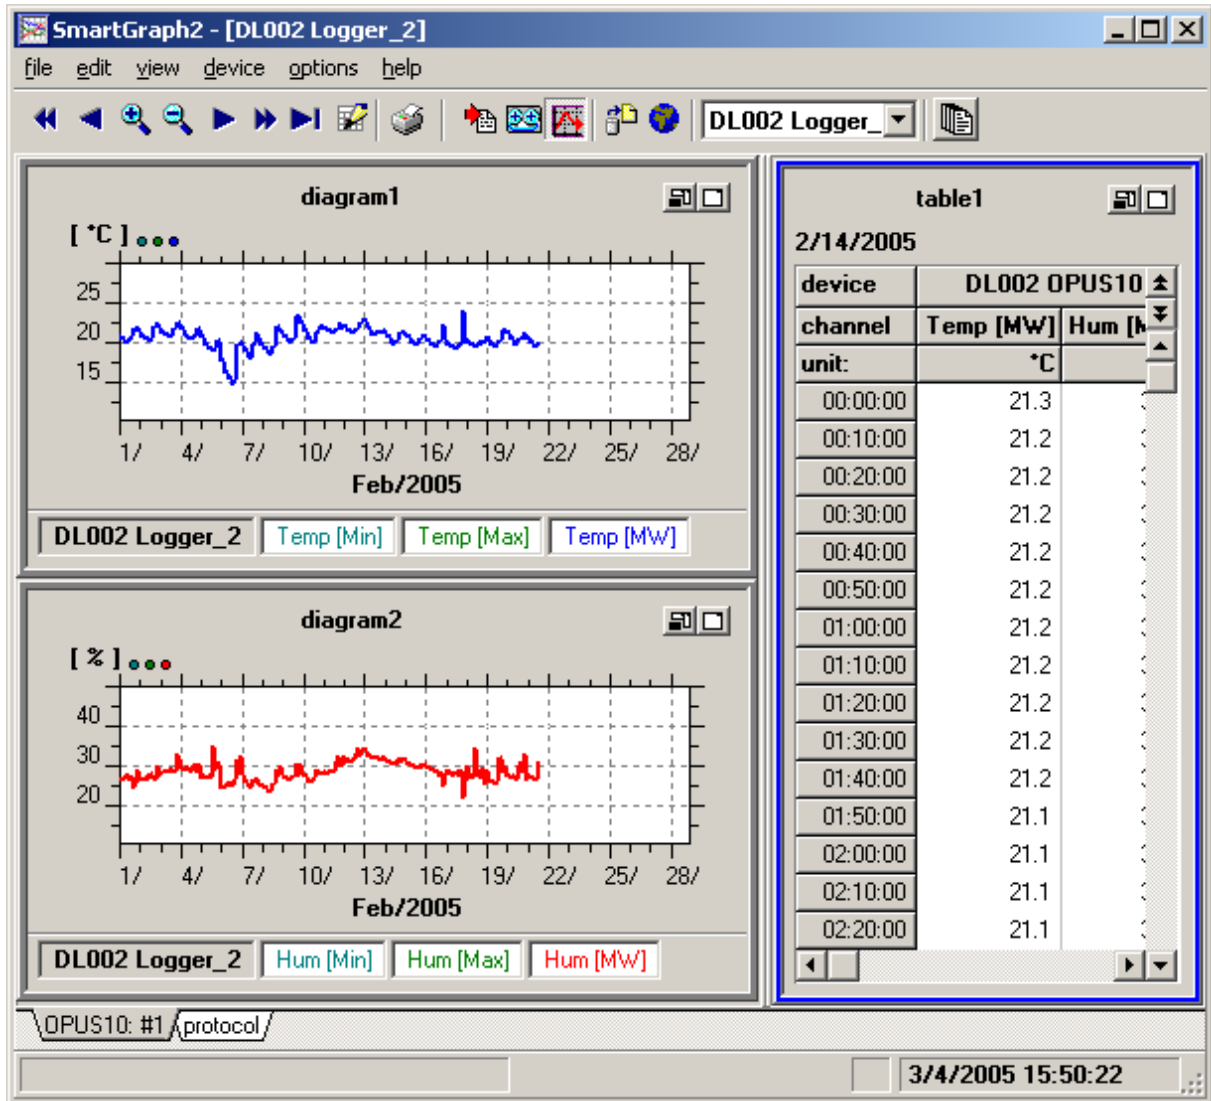 SmartGraph2 - [DL002 Logger_2]
file edit view device options help
DL002 Logger_
diagram1
[ °C ]
25
20
15
1/ 4/ 7/ 10/ 13/ 16/ 19/ 22/ 25/ 28/
Feb/2005
DL002 Logger_2 Temp [Min] Temp [Max] Temp [MW]
diagram2
[ % ]
40
30
20
1/ 4/ 7/ 10/ 13/ 16/ 19/ 22/ 25/ 28/
Feb/2005
DL002 Logger_2 Hum [Min] Hum [Max] Hum [MW]
table1
2/14/2005
device DL002 OPUS10
channel Temp [MW] Hum
unit: °C
00:00:00 21.3
00:10:00 21.2
00:20:00 21.2
00:30:00 21.2
00:40:00 21.2
00:50:00 21.2
01:00:00 21.2
01:10:00 21.2
01:20:00 21.2
01:30:00 21.2
01:40:00 21.2
01:50:00 21.1
02:00:00 21.1
02:10:00 21.1
02:20:00 21.1
OPUS10: #1 protocol
3/4/2005 15:50:22